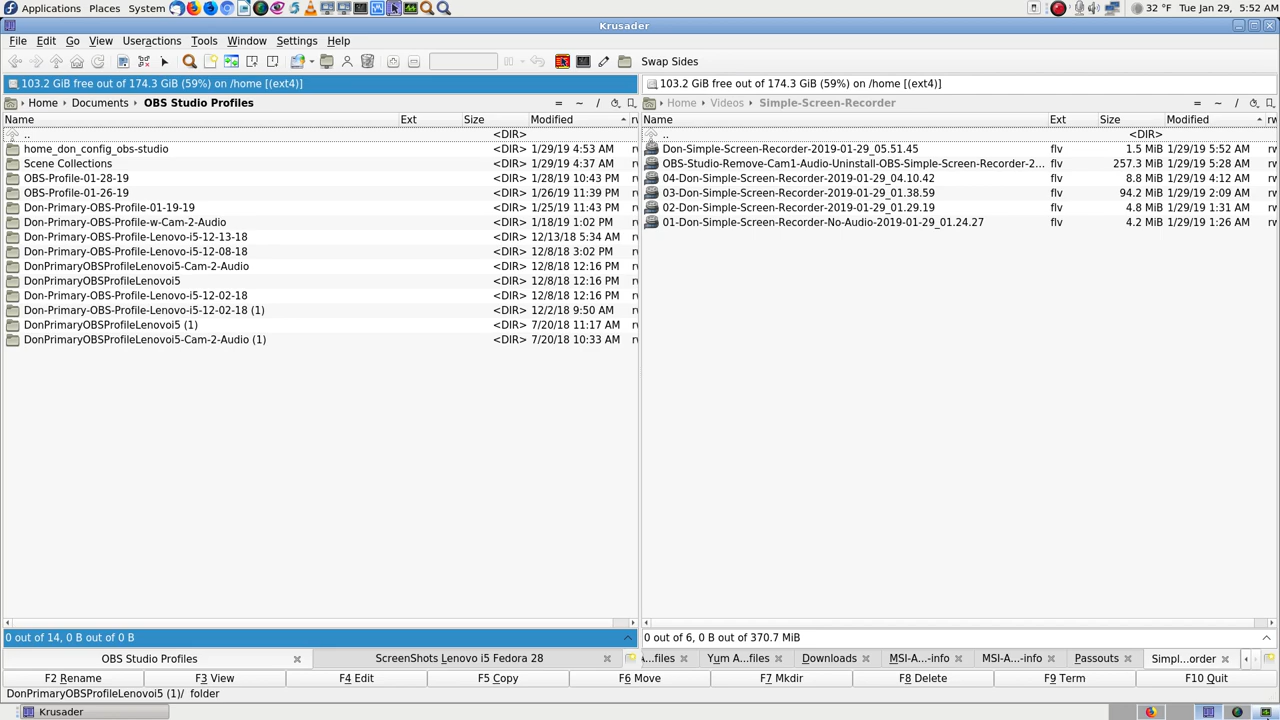 Applications Places System 32 °F Tue Jan 29, 5:52 AM
Krusader
File Edit Go View Useractions Tools Window Settings Help
Swap Sides
103.2 GiB free out of 174.3 GiB (59%) on /home [(ext4)]
Home › Documents › OBS Studio Profiles = ~ /
Name Ext Size Modified
.. <DIR>
home_don_config_obs-studio <DIR> 1/29/19 4:53 AM
Scene Collections <DIR> 1/29/19 4:37 AM
OBS-Profile-01-28-19 <DIR> 1/28/19 10:43 PM
OBS-Profile-01-26-19 <DIR> 1/26/19 11:39 PM
Don-Primary-OBS-Profile-01-19-19 <DIR> 1/25/19 11:43 PM
Don-Primary-OBS-Profile-w-Cam-2-Audio <DIR> 1/18/19 1:02 PM
Don-Primary-OBS-Profile-Lenovo-i5-12-13-18 <DIR> 12/13/18 5:34 AM
Don-Primary-OBS-Profile-Lenovo-i5-12-08-18 <DIR> 12/8/18 3:02 PM
DonPrimaryOBSProfileLenovoi5-Cam-2-Audio <DIR> 12/8/18 12:16 PM
DonPrimaryOBSProfileLenovoi5 <DIR> 12/8/18 12:16 PM
Don-Primary-OBS-Profile-Lenovo-i5-12-02-18 <DIR> 12/8/18 12:16 PM
Don-Primary-OBS-Profile-Lenovo-i5-12-02-18 (1) <DIR> 12/2/18 9:50 AM
DonPrimaryOBSProfileLenovoi5 (1) <DIR> 7/20/18 11:17 AM
DonPrimaryOBSProfileLenovoi5-Cam-2-Audio (1) <DIR> 7/20/18 10:33 AM
0 out of 14, 0 B out of 0 B
OBS Studio Profiles ScreenShots Lenovo i5 Fedora 28
103.2 GiB free out of 174.3 GiB (59%) on /home [(ext4)]
Home › Videos › Simple-Screen-Recorder = ~ /
Name Ext Size Modified
.. <DIR>
Don-Simple-Screen-Recorder-2019-01-29_05.51.45 flv 1.5 MiB 1/29/19 5:52 AM
OBS-Studio-Remove-Cam1-Audio-Uninstall-OBS-Simple-Screen-Recorder-2... flv 257.3 MiB 1/29/19 5:28 AM
04-Don-Simple-Screen-Recorder-2019-01-29_04.10.42 flv 8.8 MiB 1/29/19 4:12 AM
03-Don-Simple-Screen-Recorder-2019-01-29_01.38.59 flv 94.2 MiB 1/29/19 2:09 AM
02-Don-Simple-Screen-Recorder-2019-01-29_01.29.19 flv 4.8 MiB 1/29/19 1:31 AM
01-Don-Simple-Screen-Recorder-No-Audio-2019-01-29_01.24.27 flv 4.2 MiB 1/29/19 1:26 AM
0 out of 6, 0 B out of 370.7 MiB
...files Yum A...files Downloads MSI-A...-info MSI-A...-info Passouts Simpl...order
F2 Rename F3 View F4 Edit F5 Copy F6 Move F7 Mkdir F8 Delete F9 Term F10 Quit
DonPrimaryOBSProfileLenovoi5 (1)/ folder
Krusader